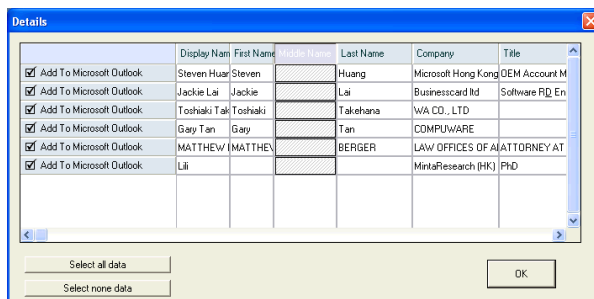 Details
Display Nam First Name Middle Name Last Name Company Title
Add To Microsoft Outlook Steven Huan Steven Huang Microsoft Hong Kong OEM Account M
Add To Microsoft Outlook Jackie Lai Jackie Lai Businesscard ltd Software RD En
Add To Microsoft Outlook Toshiaki Tak Toshiaki Takehana WA CO., LTD
Add To Microsoft Outlook Gary Tan Gary Tan COMPUWARE
Add To Microsoft Outlook MATTHEW MATTHEV BERGER LAW OFFICES OF Al ATTORNEY AT
Add To Microsoft Outlook Lili MintaResearch (HK) PhD
Select all data
OK
Select none data